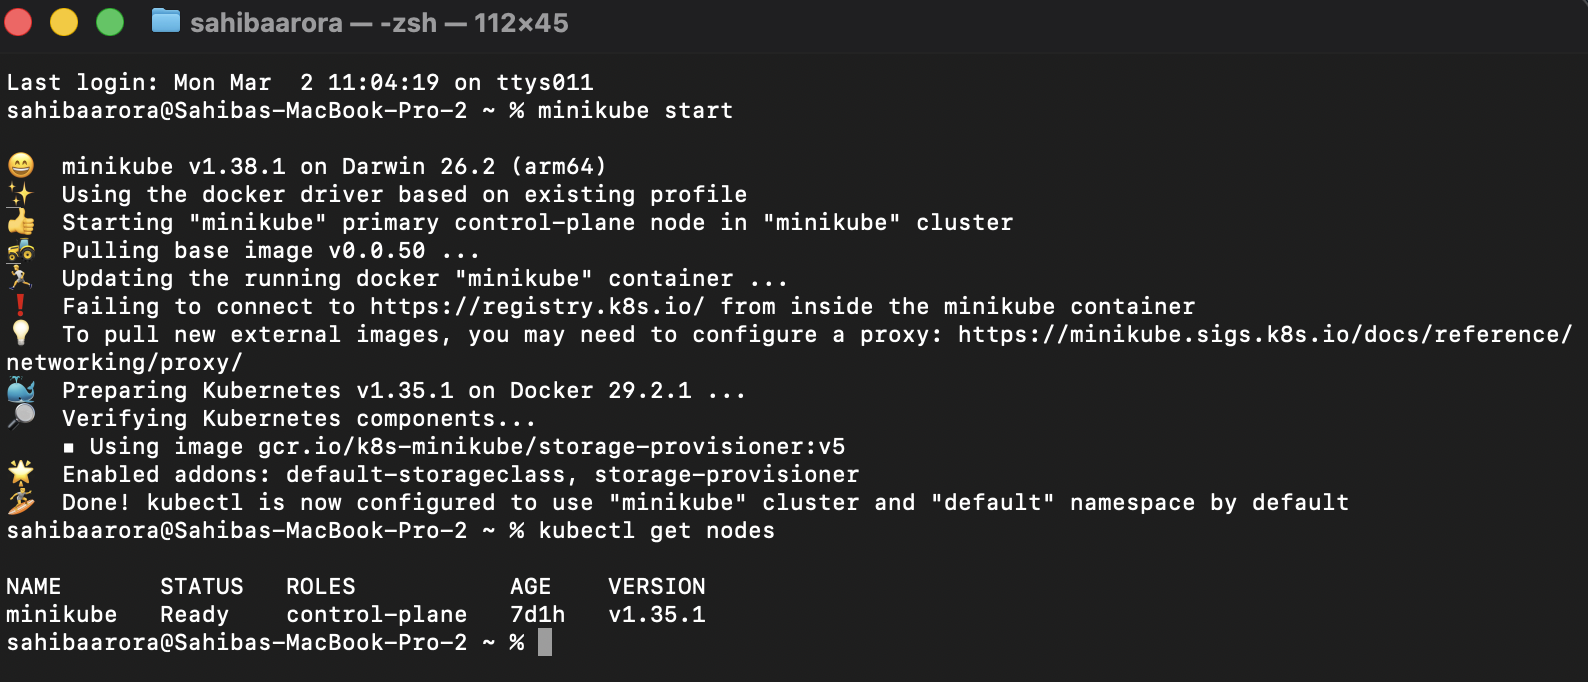 sahibaarora — -zsh — 112×45
Last login: Mon Mar  2 11:04:19 on ttys011
sahibaarora@Sahibas-MacBook-Pro-2 ~ % minikube start
😄  minikube v1.38.1 on Darwin 26.2 (arm64)
✨  Using the docker driver based on existing profile
👍  Starting "minikube" primary control-plane node in "minikube" cluster
🚜  Pulling base image v0.0.50 ...
🏃  Updating the running docker "minikube" container ...
❗  Failing to connect to https://registry.k8s.io/ from inside the minikube container
💡  To pull new external images, you may need to configure a proxy: https://minikube.sigs.k8s.io/docs/reference/
networking/proxy/
🐳  Preparing Kubernetes v1.35.1 on Docker 29.2.1 ...
🔎  Verifying Kubernetes components...
    ▪ Using image gcr.io/k8s-minikube/storage-provisioner:v5
🌟  Enabled addons: default-storageclass, storage-provisioner
🏄  Done! kubectl is now configured to use "minikube" cluster and "default" namespace by default
sahibaarora@Sahibas-MacBook-Pro-2 ~ % kubectl get nodes
NAME       STATUS   ROLES           AGE    VERSION
minikube   Ready    control-plane   7d1h   v1.35.1
sahibaarora@Sahibas-MacBook-Pro-2 ~ %